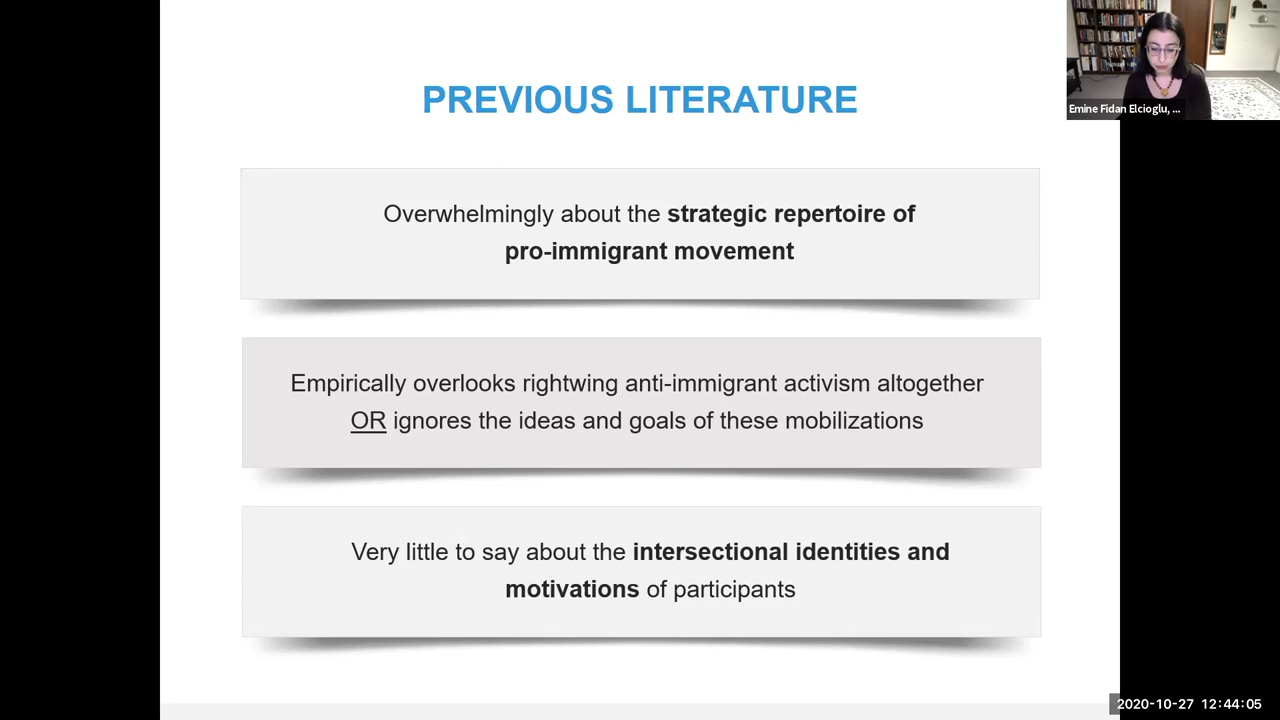 PREVIOUS LITERATURE
Emine Fidan Elcioglu, ...
Overwhelmingly about the strategic repertoire of
pro-immigrant movement
Empirically overlooks rightwing anti-immigrant activism altogether
OR ignores the ideas and goals of these mobilizations
Very little to say about the intersectional identities and
motivations of participants
2020-10-27 12:44:05